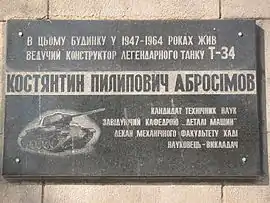 В ЦЬОМУ БУДИНКУ У 1947-1964 РОКАХ ЖИВ
ВЕДУЧИЙ КОНСТРУКТОР ЛЕГЕНДАРНОГО ТАНКУ Т-34
КОСТЯНТИН ПИЛИПОВИЧ АБРОСІМОВ
КАНДИДАТ ТЕХНІЧНИХ НАУК
ЗАВІДУЮЧИЙ КАФЕДРОЮ „ДЕТАЛІ МАШИН"
ДЕКАН МЕХАНІЧНОГО ФАКУЛЬТЕТУ ХАДІ
НАУКОВЕЦЬ-ВИКЛАДАЧ